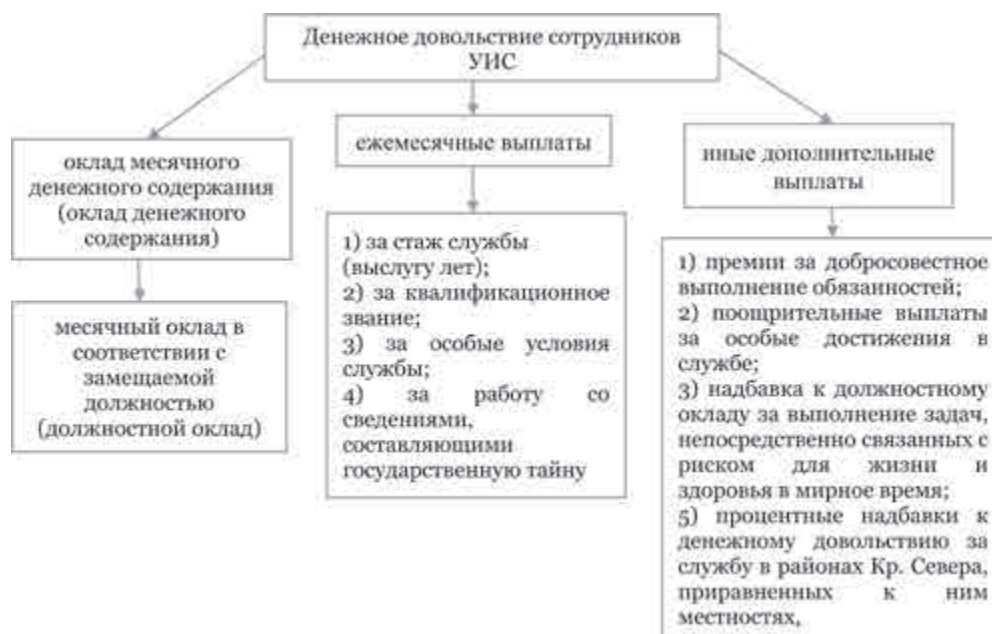 Денежное довольствие сотрудников
УИС
оклад месячного
денежного содержания
(оклад денежного
содержания)
месячный оклад в
соответствии с
замещаемой
должностью
(должностной оклад)
ежемесячные выплаты
1) за стаж службы
(выслугу лет);
2) за квалификационное
звание;
3) за особые условия
службы;
4) за работу со
сведениями,
составляющими
государственную тайну
иные дополнительные
выплаты
1) премии за добросовестное
выполнение обязанностей;
2) поощрительные выплаты
за особые достижения в
службе;
3) надбавка к должностному
окладу за выполнение задач,
непосредственно связанных с
риском для жизни и
здоровья в мирное время;
5) процентные надбавки к
денежному довольствию за
службу в районах Кр. Севера,
приравненных к ним
местностях,